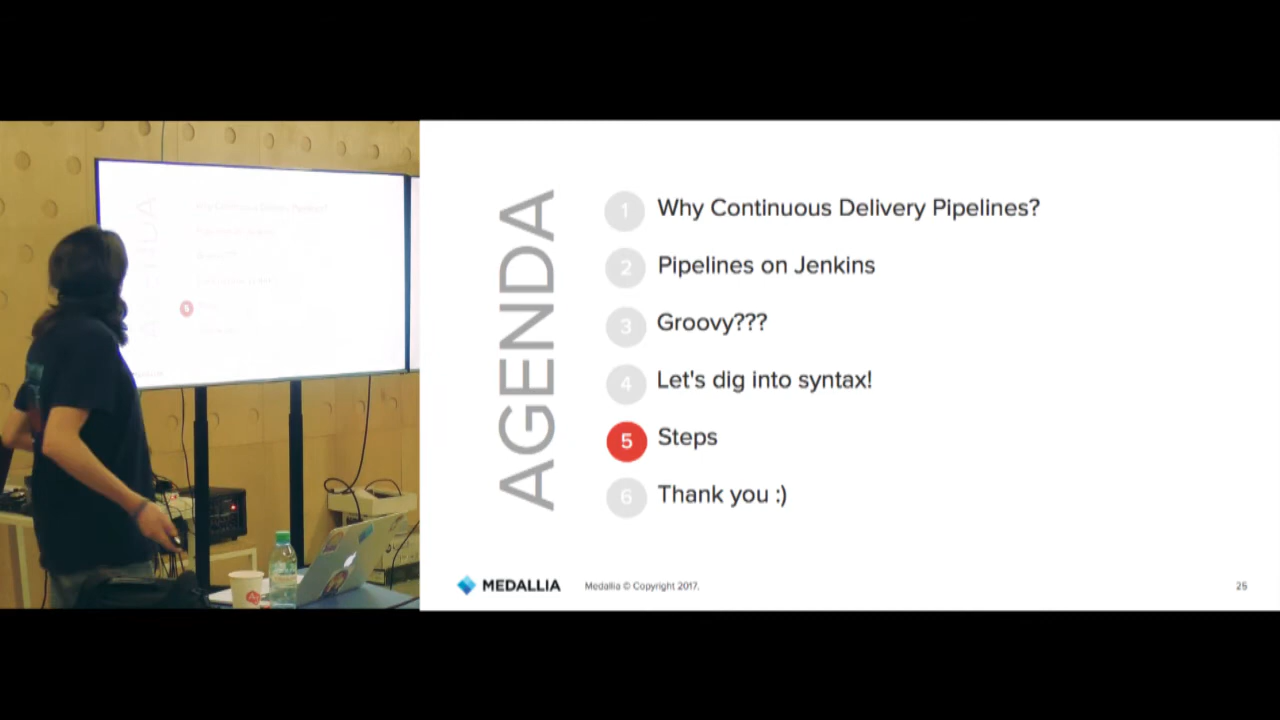 AGENDA
1 Why Continuous Delivery Pipelines?
2 Pipelines on Jenkins
3 Groovy???
4 Let's dig into syntax!
5 Steps
6 Thank you :)
MEDALLIA
Medallia © Copyright 2017.
25